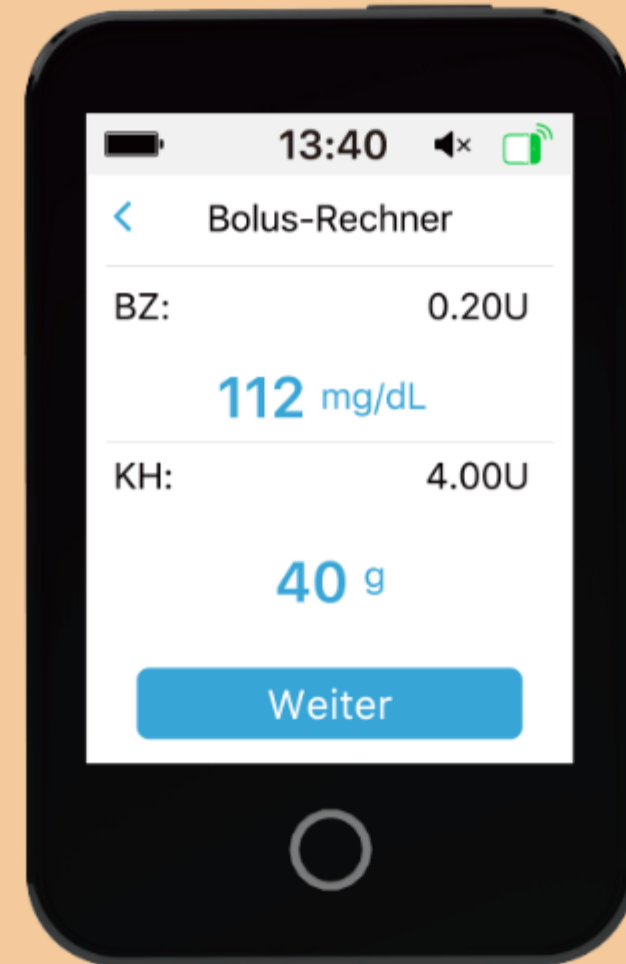 13:40
Bolus-Rechner
BZ: 0.20U
112 mg/dL
KH: 4.00U
40 g
Weiter